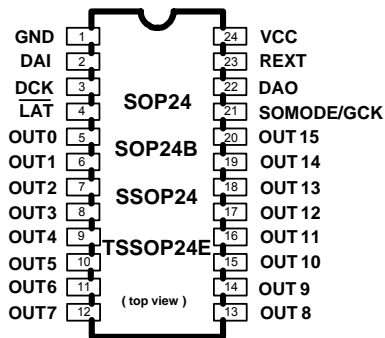 GND 1 24 VCC
DAI 2 23 REXT
DCK 3 22 DAO
LAT 4 21 SOMODE/GCK
OUT0 5 20 OUT 15
OUT1 6 19 OUT 14
OUT2 7 18 OUT 13
OUT3 8 17 OUT 12
OUT4 9 16 OUT 11
OUT5 10 15 OUT 10
OUT6 11 14 OUT 9
OUT7 12 13 OUT 8
SOP24
SOP24B
SSOP24
TSSOP24E
( top view )